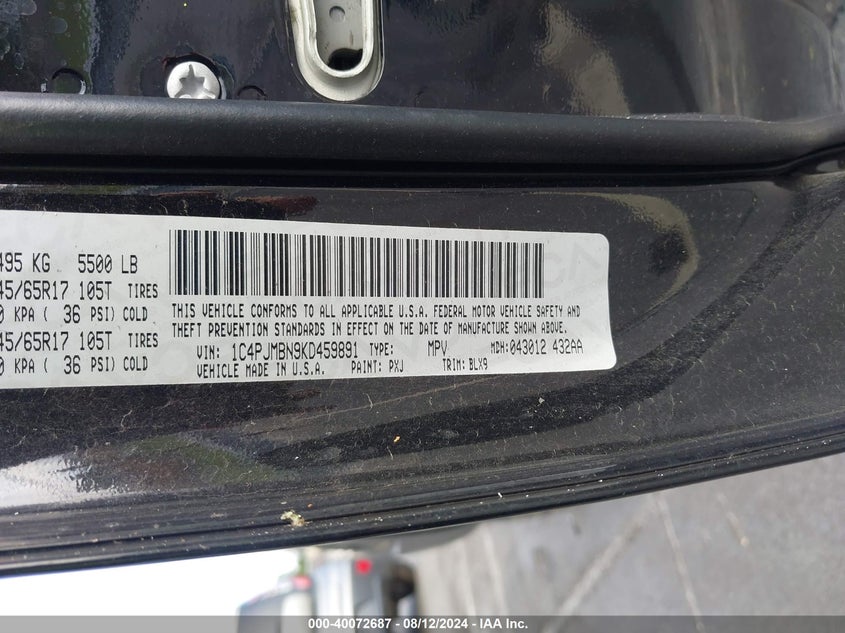 495 KG 5500 LB
45/65R17 105T TIRES
0 KPA ( 36 PSI) COLD
45/65R17 105T TIRES
0 KPA ( 36 PSI) COLD
THIS VEHICLE CONFORMS TO ALL APPLICABLE U.S.A. FEDERAL MOTOR VEHICLE SAFETY AND
THEFT PREVENTION STANDARDS IN EFFECT ON THE DATE OF MANUFACTURE SHOWN ABOVE.
VIN: 1C4PJMBN9KD459891 TYPE: MPV MDH:043012 432AA
VEHICLE MADE IN U.S.A. PAINT: PXJ TRIM: BLX9
000-40072687 - 08/12/2024 - IAA Inc.